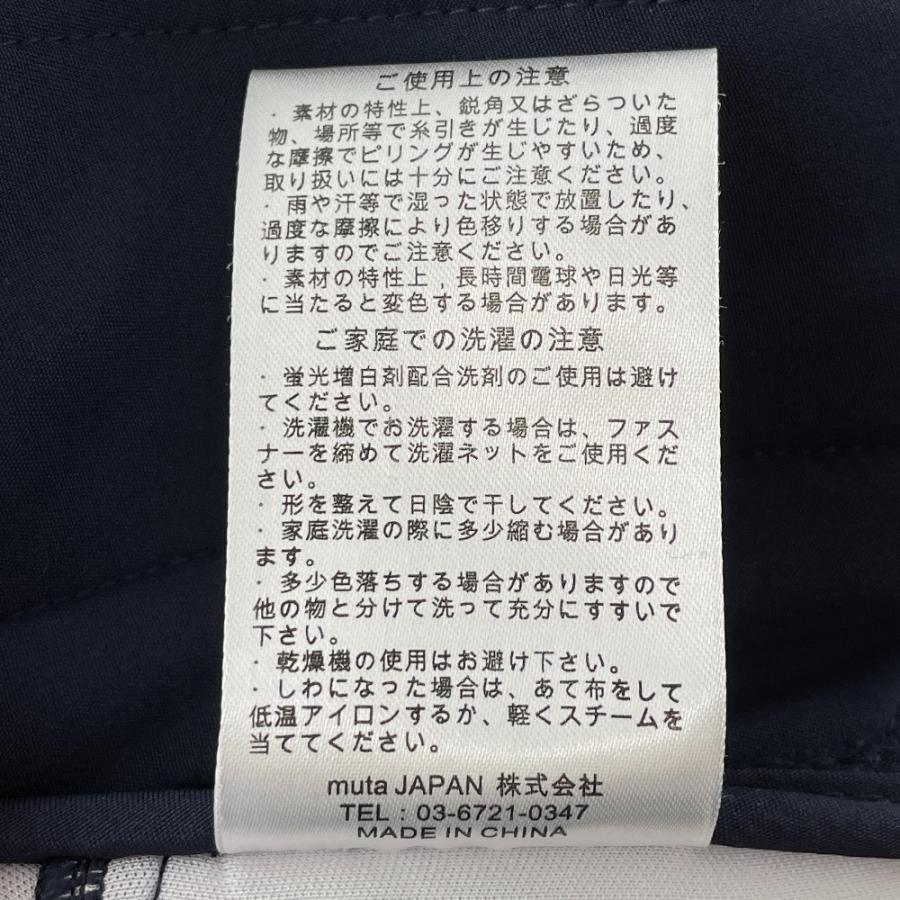 ご使用上の注意
・素材の特性上、鋭角又はざらついた
物、場所等で糸引きが生じたり、過度
な摩擦でピリングが生じやすいため、
取り扱いには十分にご注意ください。
・雨や汗等で湿った状態で放置したり、
過度な摩擦により色移りする場合があ
りますのでご注意ください。
・素材の特性上,長時間電球や日光等
に当たると変色する場合があります。
ご家庭での洗濯の注意
・蛍光増白剤配合洗剤のご使用は避け
てください。
・洗濯機でお洗濯する場合は、ファス
ナーを締めて洗濯ネットをご使用くだ
さい。
・形を整えて日陰で干してください。
・家庭洗濯の際に多少縮む場合があり
ます。
・多少色落ちする場合がありますので
他の物と分けて洗って充分にすすいで
下さい。
・乾燥機の使用はお避け下さい。
・しわになった場合は、あて布をして
低温アイロンするか、軽くスチームを
当ててください。
muta JAPAN 株式会社
TEL：03-6721-0347
MADE IN CHINA